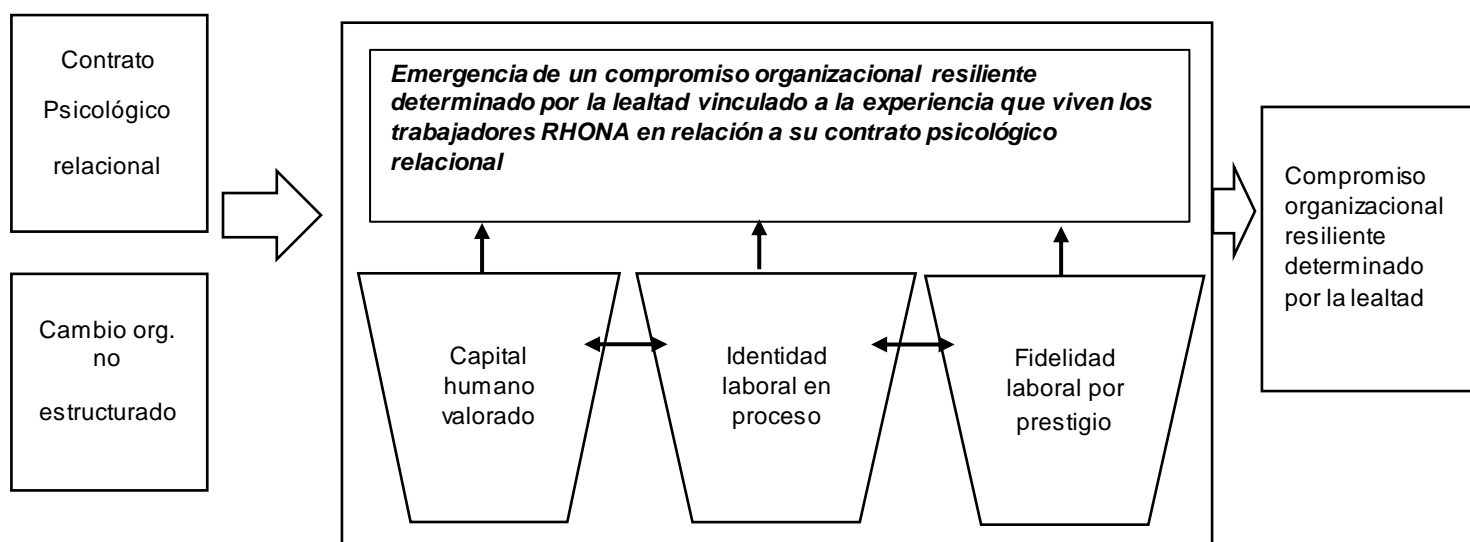 Contrato
Psicológico
relacional
Cambio org.
no
estructurado
Emergencia de un compromiso organizacional resiliente
determinado por la lealtad vinculado a la experiencia que viven los
trabajadores RHONA en relación a su contrato psicológico
relacional
Capital
humano
valorado
Identidad
laboral en
proceso
Fidelidad
laboral por
prestigio
Compromiso
organizacional
resiliente
determinado
por la lealtad